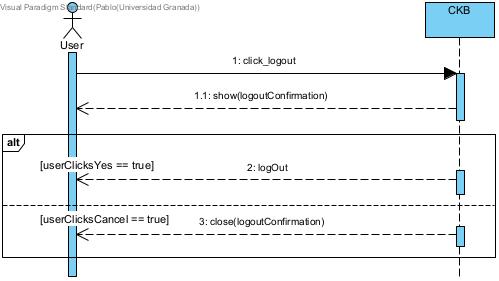 Visual Paradigm Standard(Pablo(Universidad Granada))
CKB
User
1: click_logout
1.1: show(logoutConfirmation)
alt
[userClicksYes == true]
2: logOut
[userClicksCancel == true]
3: close(logoutConfirmation)